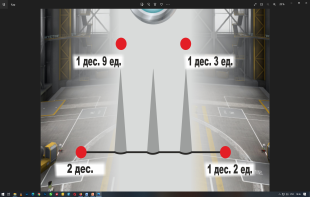 1 дес. 9 ед.
1 дес. 3 ед.
2 дес.
1 дес. 2 ед.